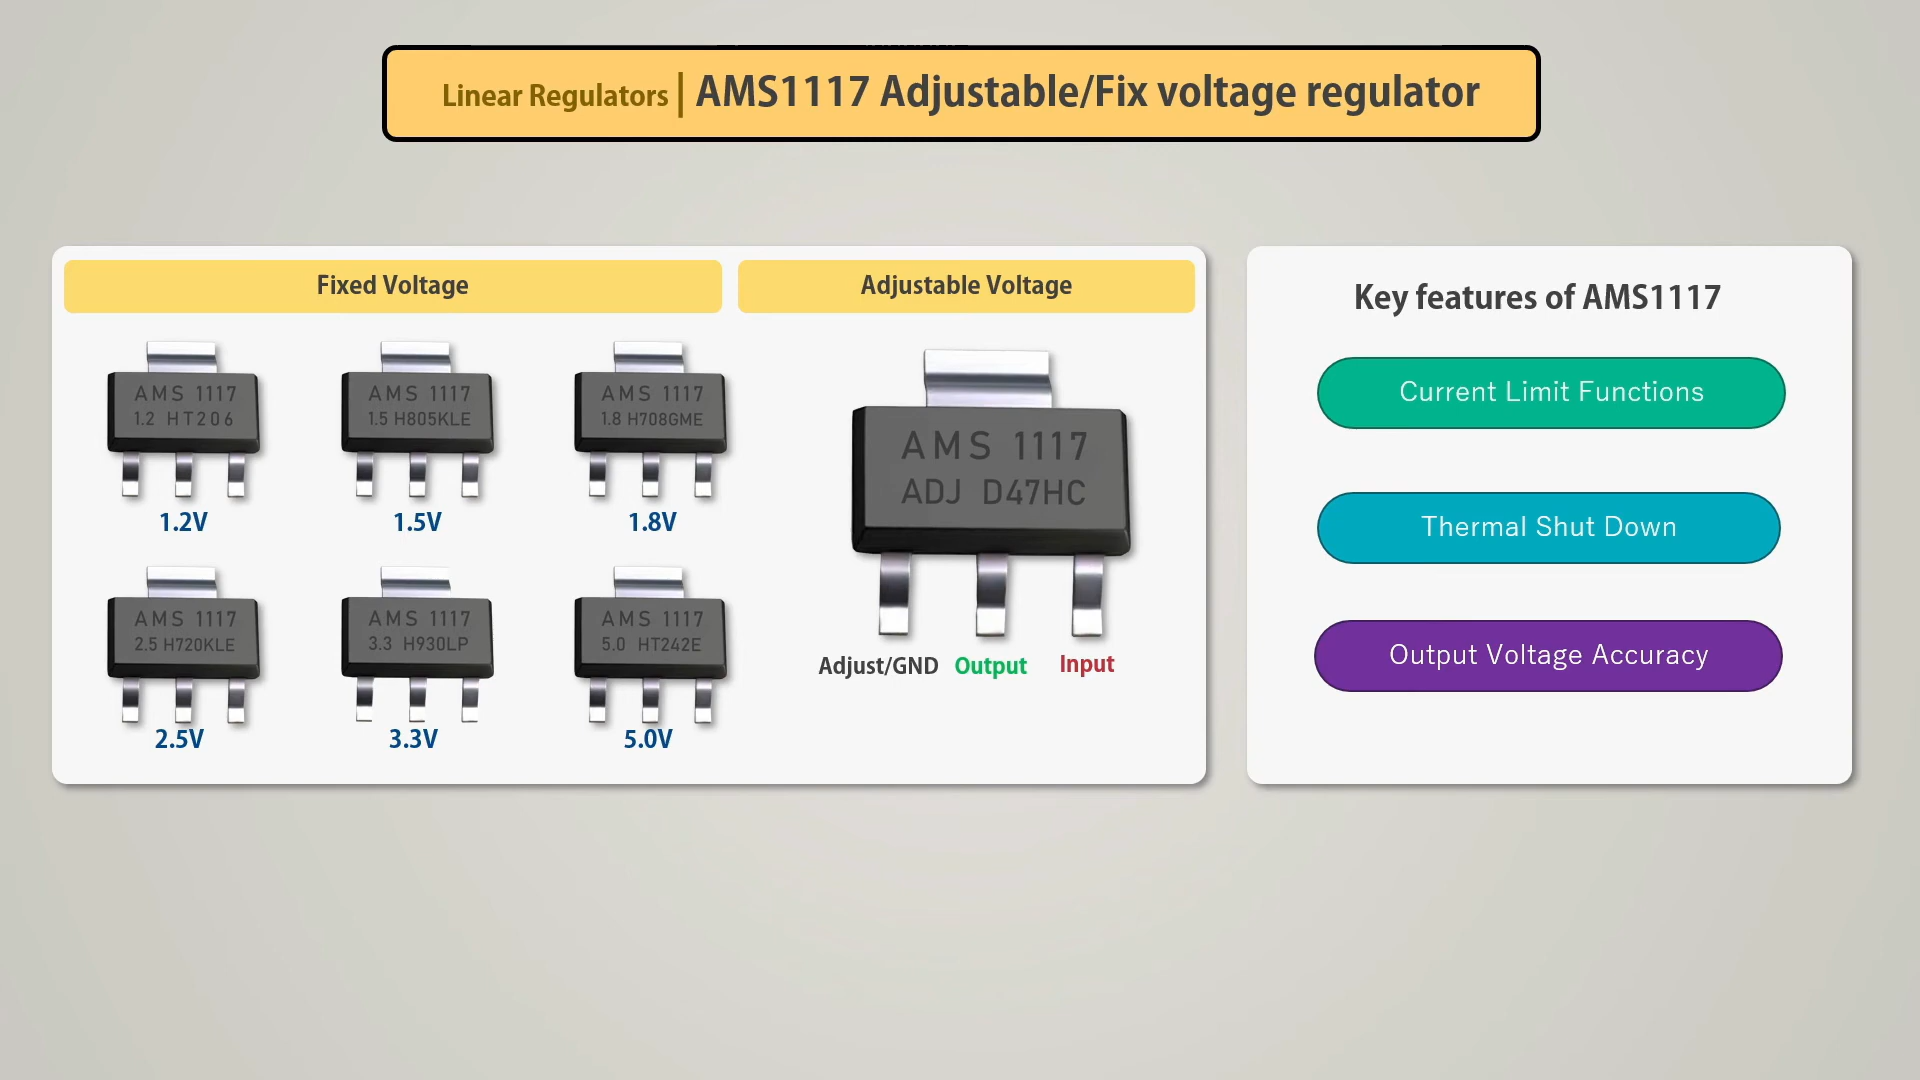 Linear Regulators | AMS1117 Adjustable/Fix voltage regulator
Fixed Voltage
AMS 1117
1.2 HT206
1.2V
AMS 1117
1.5 H805KLE
1.5V
AMS 1117
1.8 H708GME
1.8V
AMS 1117
2.5 H720KLE
2.5V
AMS 1117
3.3 H930LP
3.3V
AMS 1117
5.0 HT242E
5.0V
Adjustable Voltage
AMS 1117
ADJ D47HC
Adjust/GND Output Input
Key features of AMS1117
Current Limit Functions
Thermal Shut Down
Output Voltage Accuracy